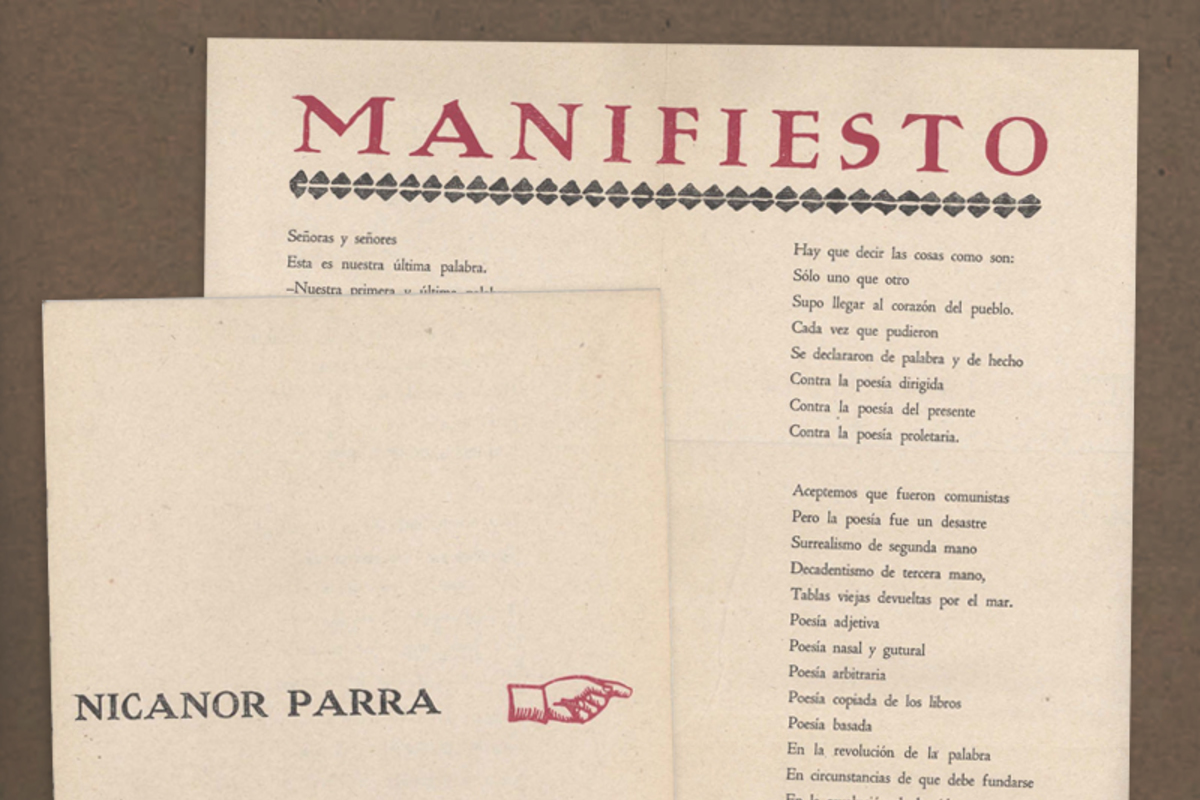 MANIFIESTO
Señoras y señores
Esta es nuestra última palabra.
–Nuestra primera y última
Hay que decir las cosas como son:
Sólo uno que otro
Supo llegar al corazón del pueblo.
Cada vez que pudieron
Se declararon de palabra y de hecho
Contra la poesía dirigida
Contra la poesía del presente
Contra la poesía proletaria.
Aceptemos que fueron comunistas
Pero la poesía fue un desastre
Surrealismo de segunda mano
Decadentismo de tercera mano,
Tablas viejas devueltas por el mar.
Poesía adjetiva
Poesía nasal y gutural
Poesía arbitraria
Poesía copiada de los libros
Poesía basada
En la revolución de la palabra
En circunstancias de que debe fundarse
NICANOR PARRA